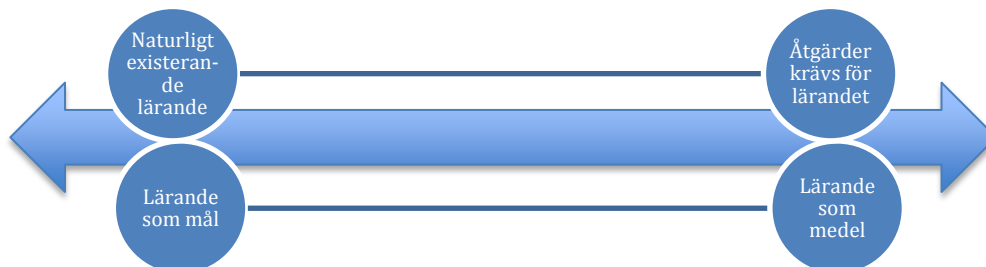 Naturligt
existeran-
de
lärande
Åtgärder
krävs för
lärandet
Lärande
som mål
Lärande
som
medel